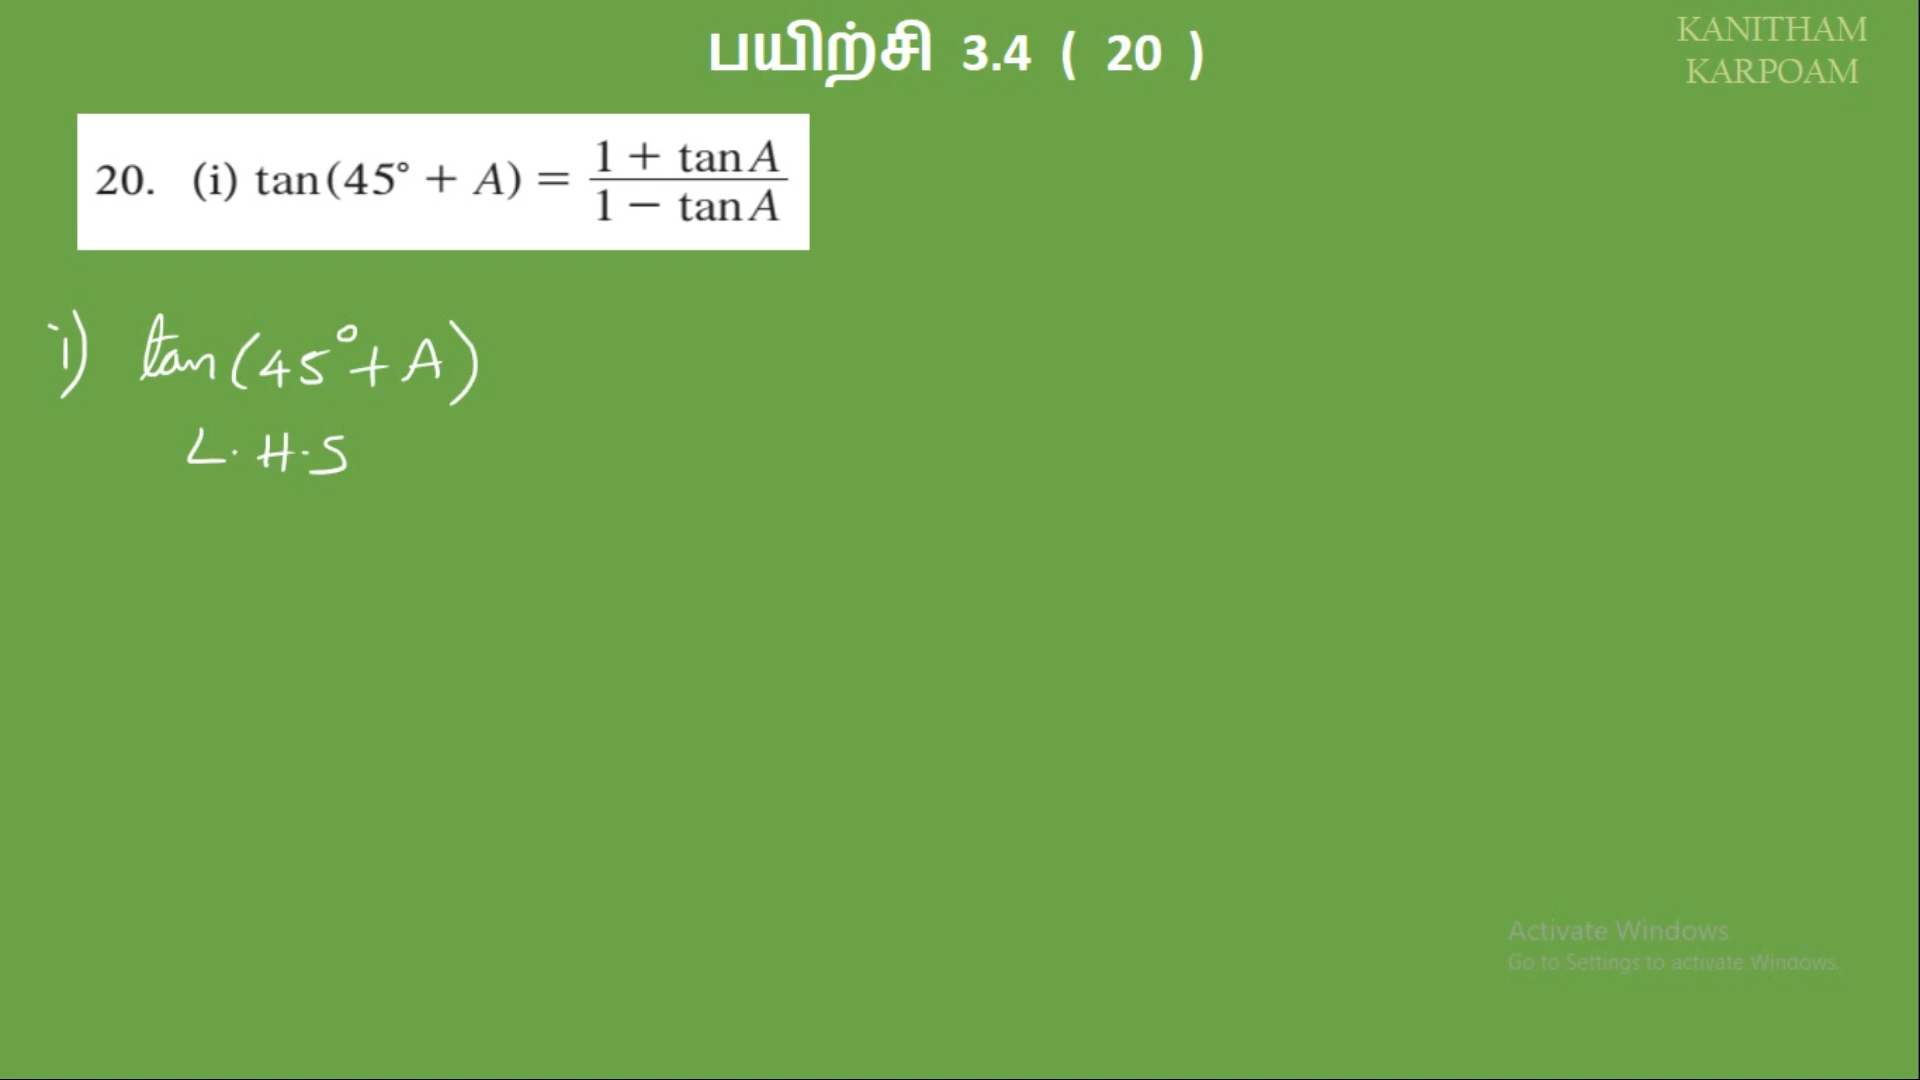 பயிற்சி 3.4 ( 20 )
KANITHAM
KARPOAM
20. (i) tan(45° + A) = \frac{1 + tan A}{1 − tan A}
i) tan(45° + A)
L.H.S
Activate Windows
Go to Settings to activate Windows.